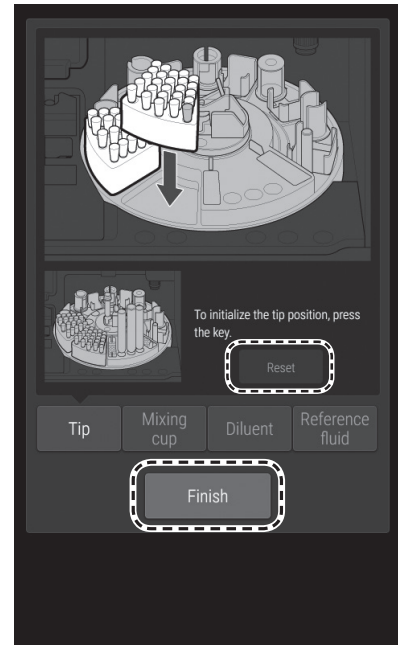 To initialize the tip position, press
the key.
Reset
Tip
Mixing
cup
Diluent
Reference
fluid
Finish